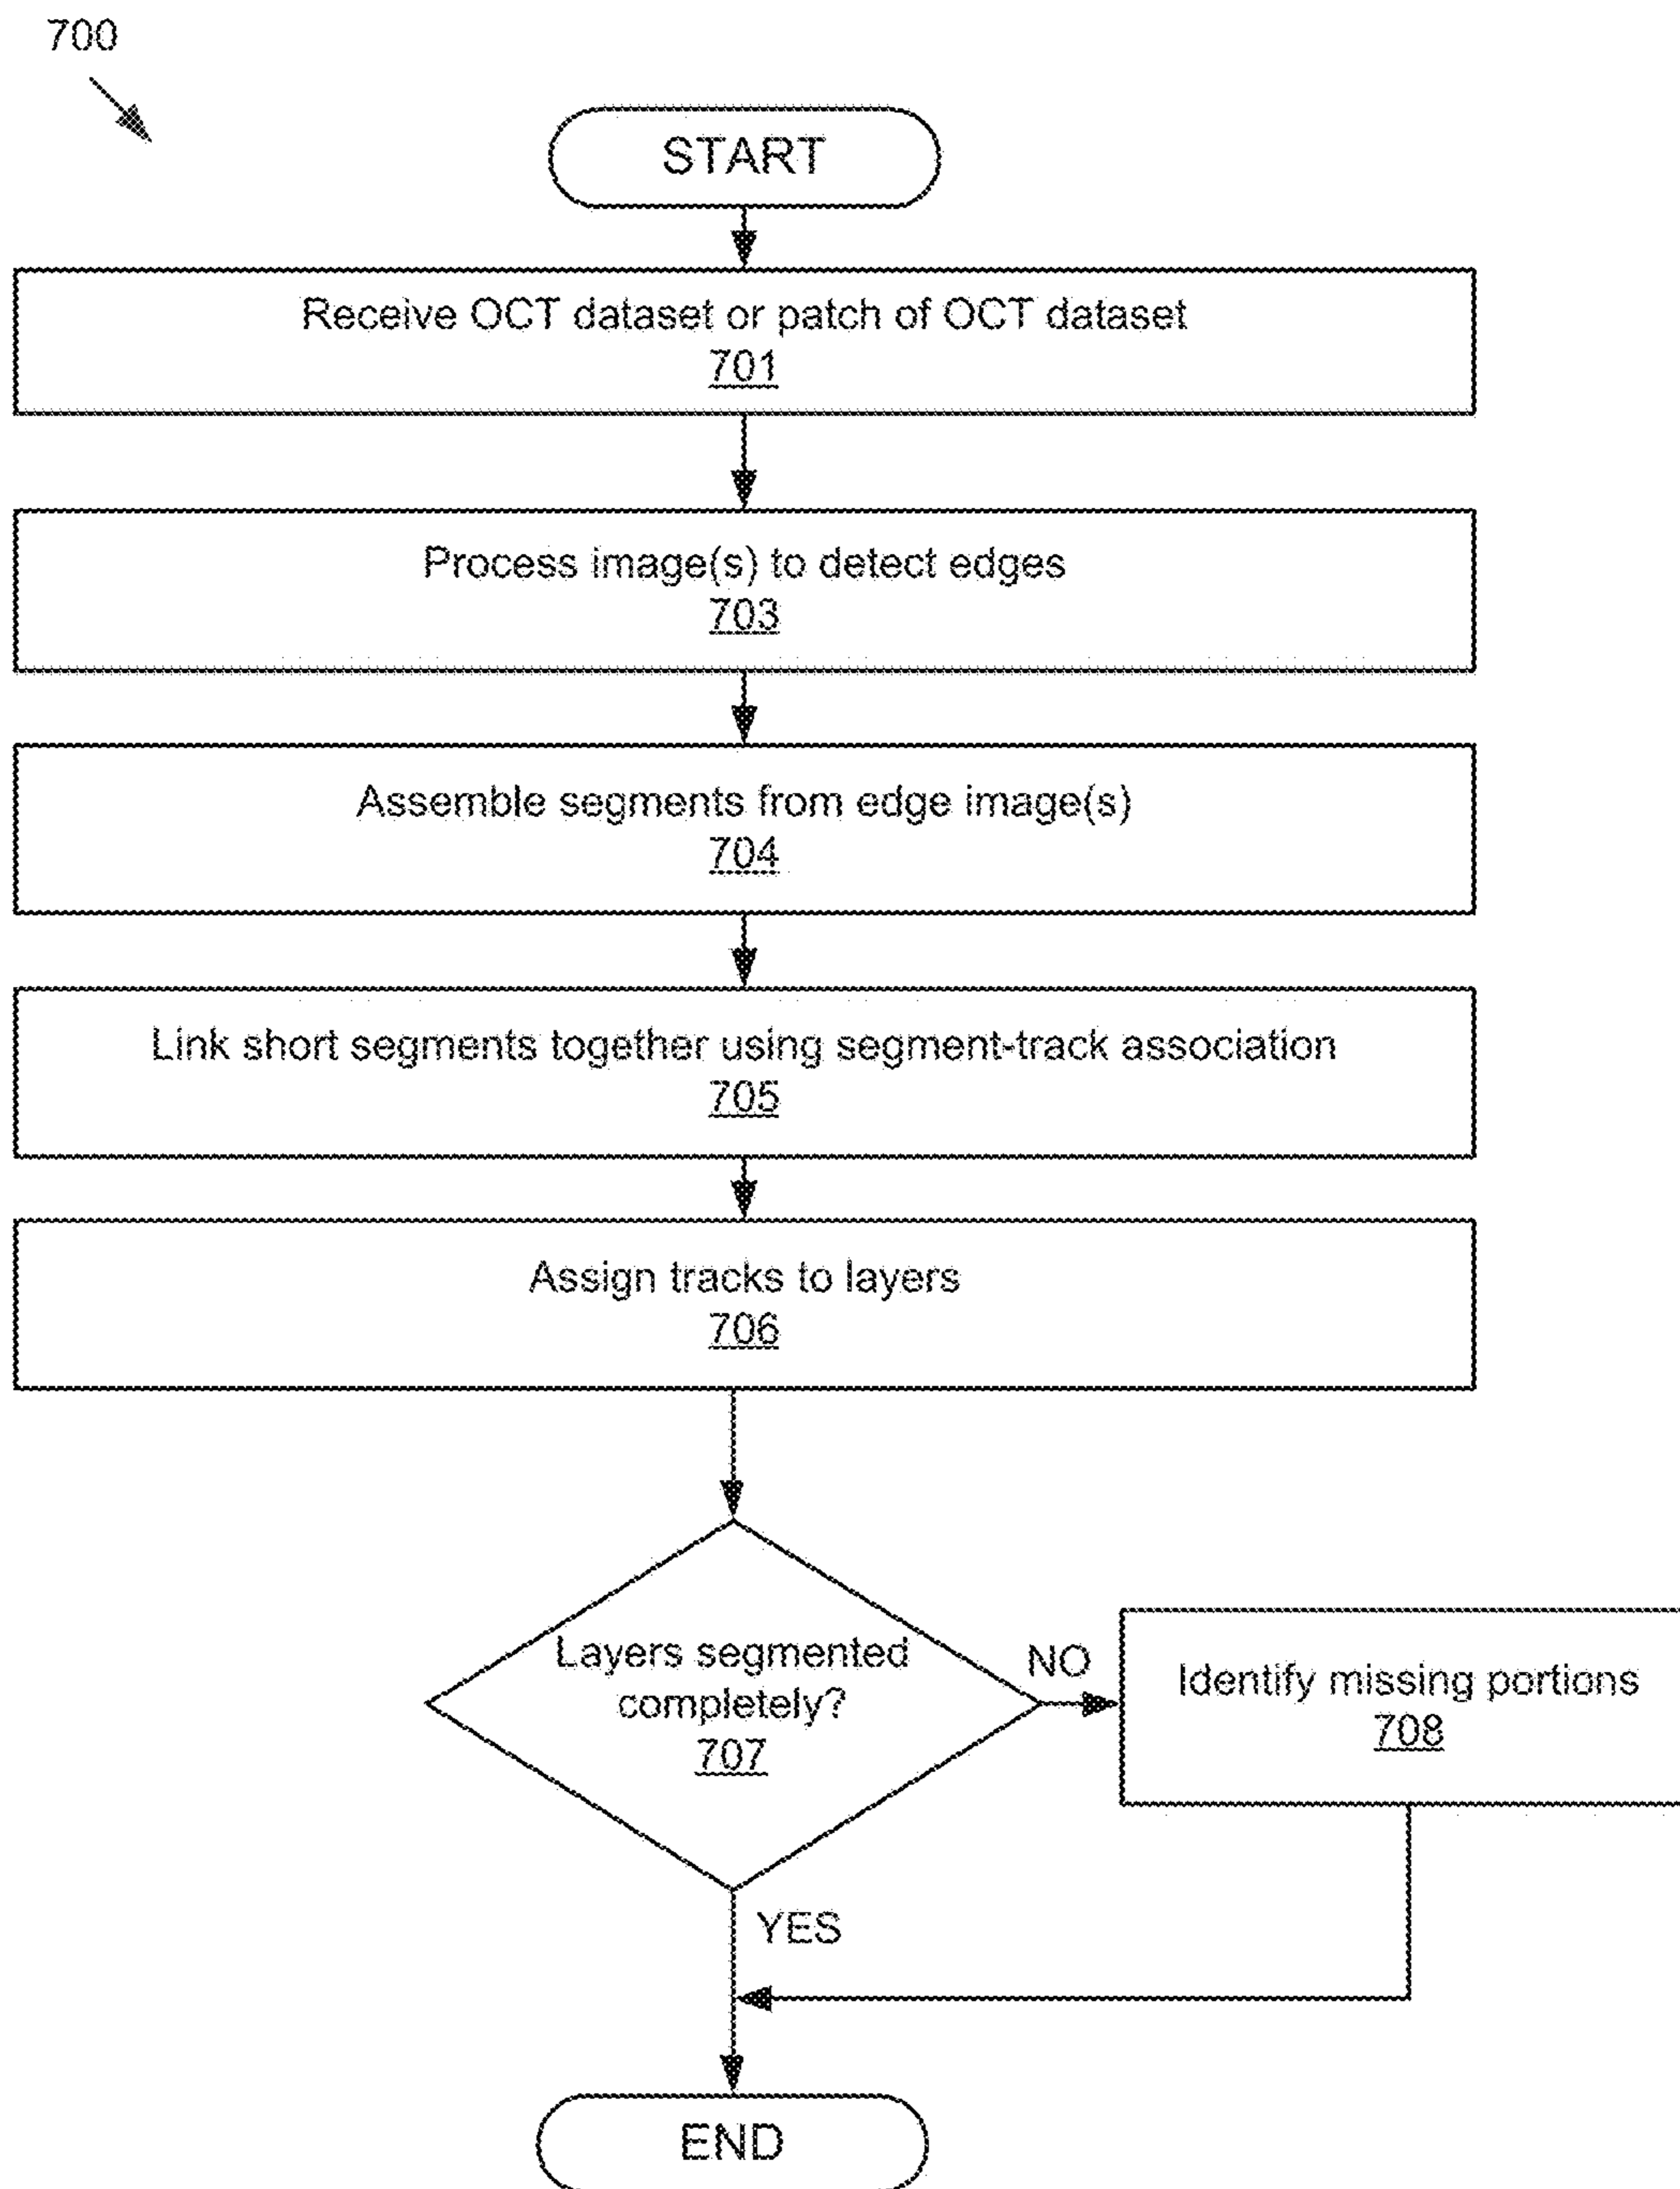 700
START
Receive OCT dataset or patch of OCT dataset
701
Process image(s) to detect edges
703
Assemble segments from edge image(s)
704
Link short segments together using segment-track association
705
Assign tracks to layers
706
Layers segmented
completely?
707
NO
Identify missing portions
708
YES
END